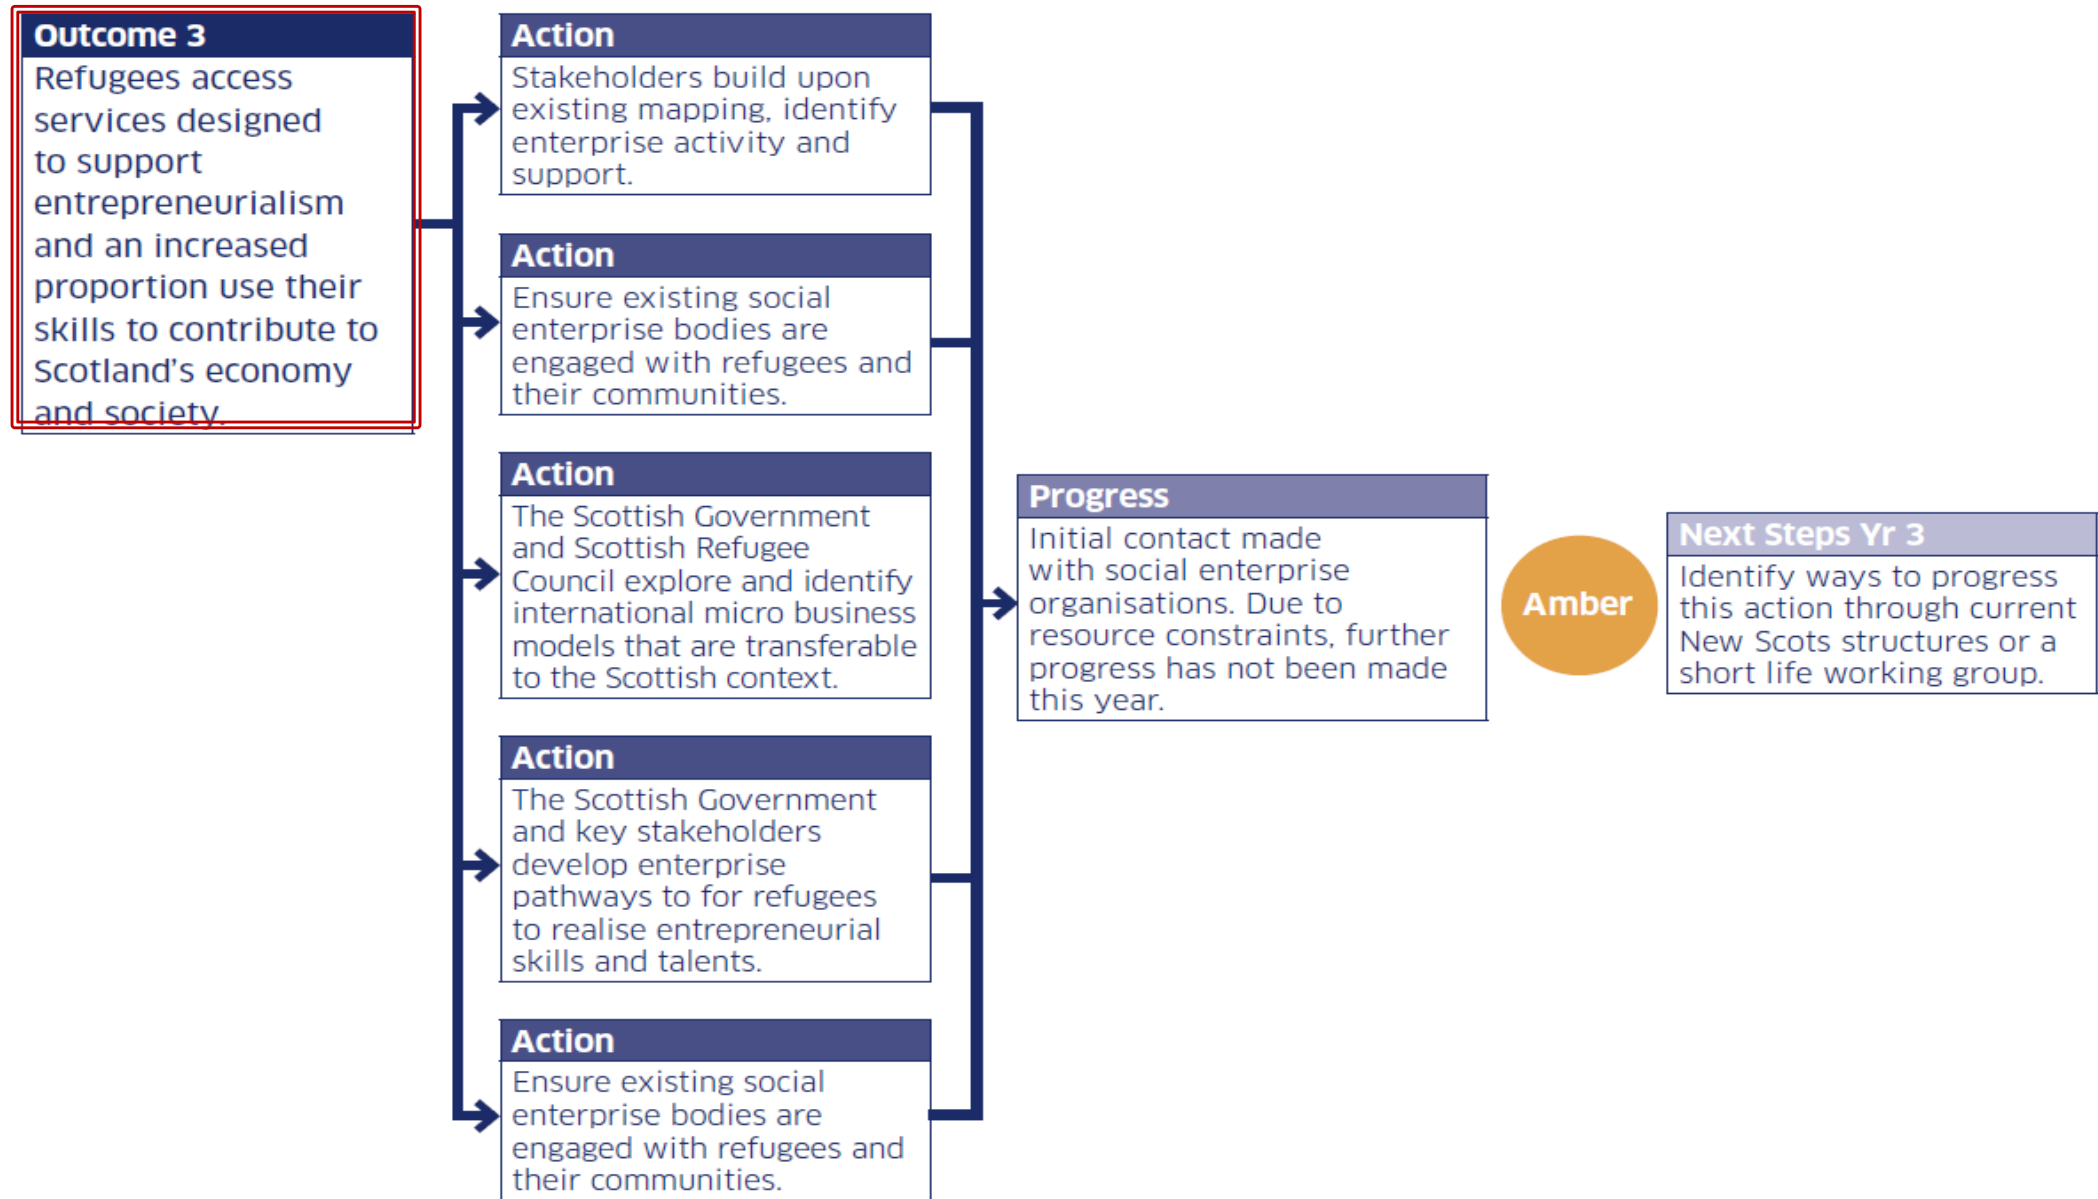 Outcome 3
Refugees access
services designed
to support
entrepreneurialism
and an increased
proportion use their
skills to contribute to
Scotland's economy
and society.
Action
Stakeholders build upon
existing mapping, identify
enterprise activity and
support.
Action
Ensure existing social
enterprise bodies are
engaged with refugees and
their communities.
Action
The Scottish Government
and Scottish Refugee
Council explore and identify
international micro business
models that are transferable
to the Scottish context.
Action
The Scottish Government
and key stakeholders
develop enterprise
pathways to for refugees
to realise entrepreneurial
skills and talents.
Action
Ensure existing social
enterprise bodies are
engaged with refugees and
their communities.
Progress
Initial contact made
with social enterprise
organisations. Due to
resource constraints, further
progress has not been made
this year.
Amber
Next Steps Yr 3
Identify ways to progress
this action through current
New Scots structures or a
short life working group.